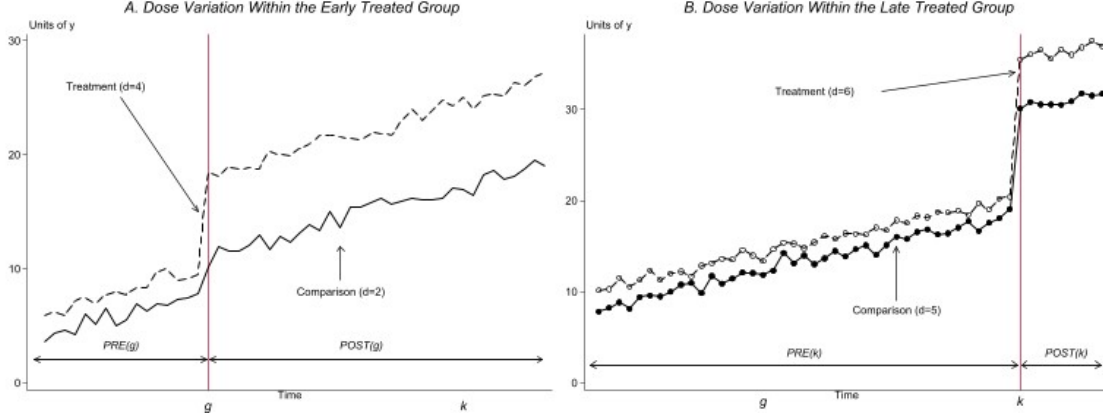 A. Dose Variation Within the Early Treated Group
Units of y
30
20
10
0
Treatment (d=4)
Comparison (d=2)
PRE(g)
POST(g)
Time
g
k
B. Dose Variation Within the Late Treated Group
Units of y
30
20
10
0
Treatment (d=6)
Comparison (d=5)
PRE(k)
POST(k)
Time
g
k